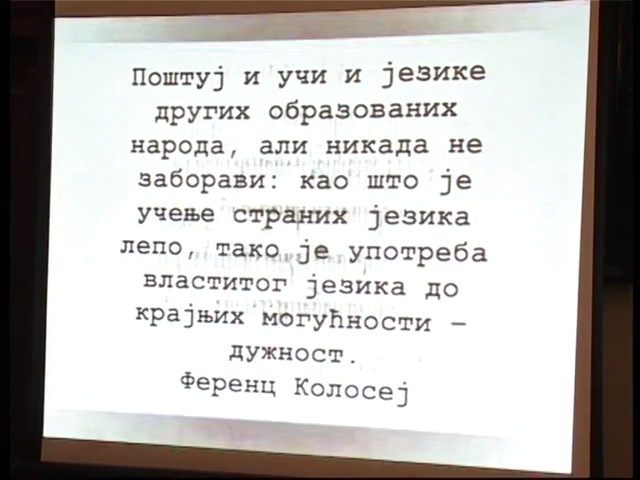 Поштуј и учи и језике
других образованих
народа, али никада не
заборави: као што је
учење страних језика
лепо, тако је употреба
властитог језика до
крајњих могућности –
дужност.
Ференц Колосеј